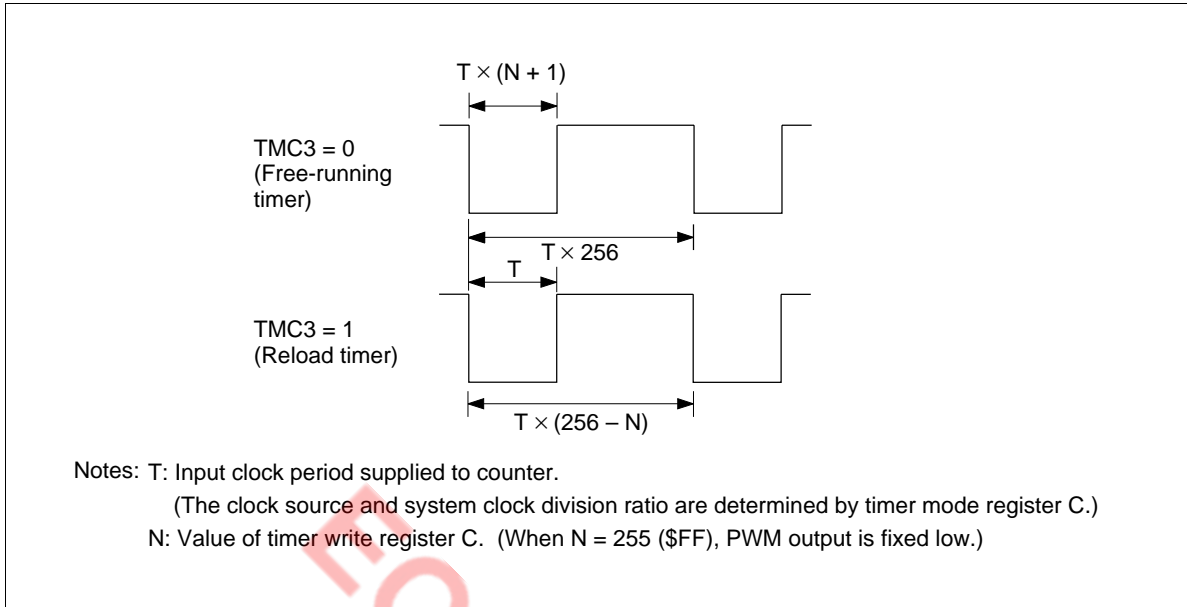 T × (N + 1)
TMC3 = 0
(Free-running
timer)
T × 256
T
TMC3 = 1
(Reload timer)
T × (256 – N)
Notes: T: Input clock period supplied to counter.
(The clock source and system clock division ratio are determined by timer mode register C.)
N: Value of timer write register C. (When N = 255 ($FF), PWM output is fixed low.)